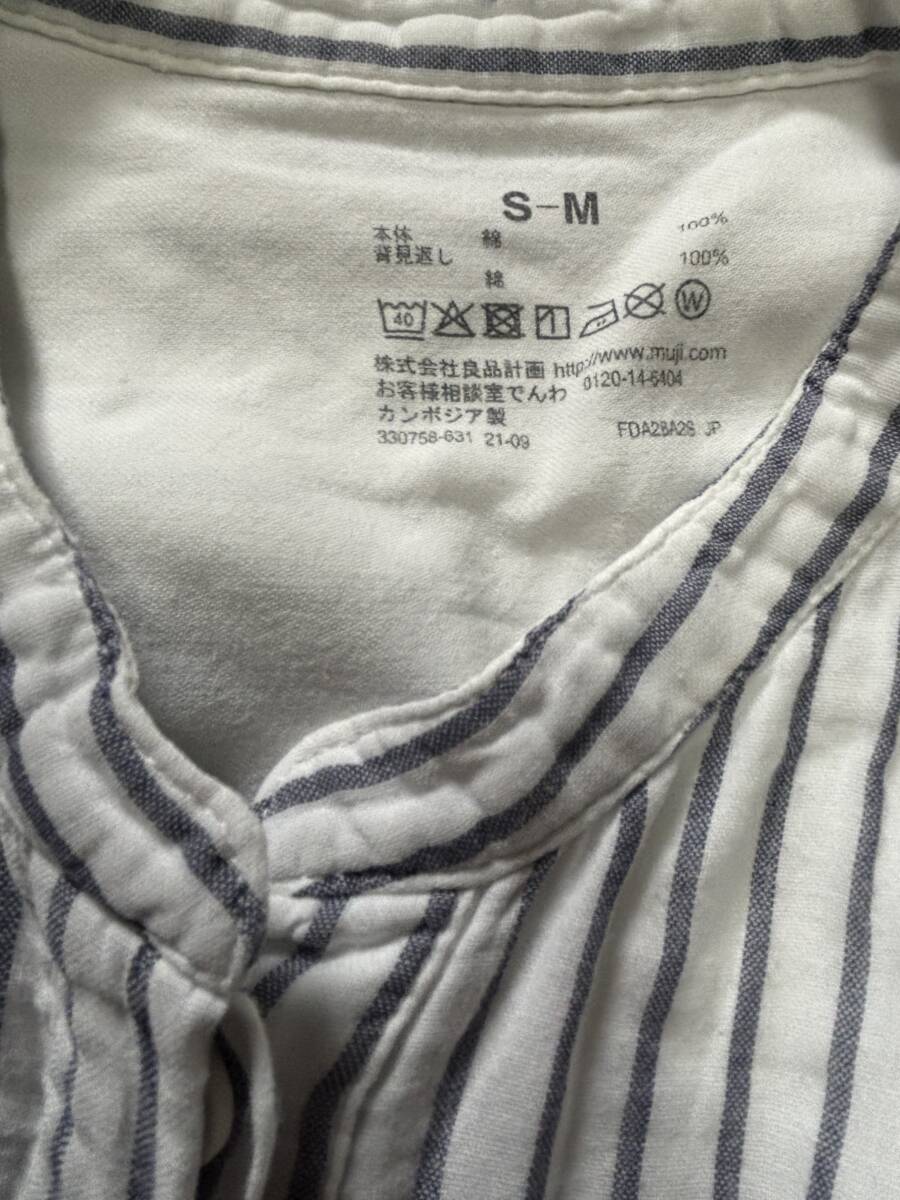 S-M
本体 綿 100%
背見返し 綿 100%
40 W
株式会社良品計画 http://www.muji.com
お客様相談室でんわ 0120-14-6404
カンボジア製
330758-631 21-09 FDA28A2S JP